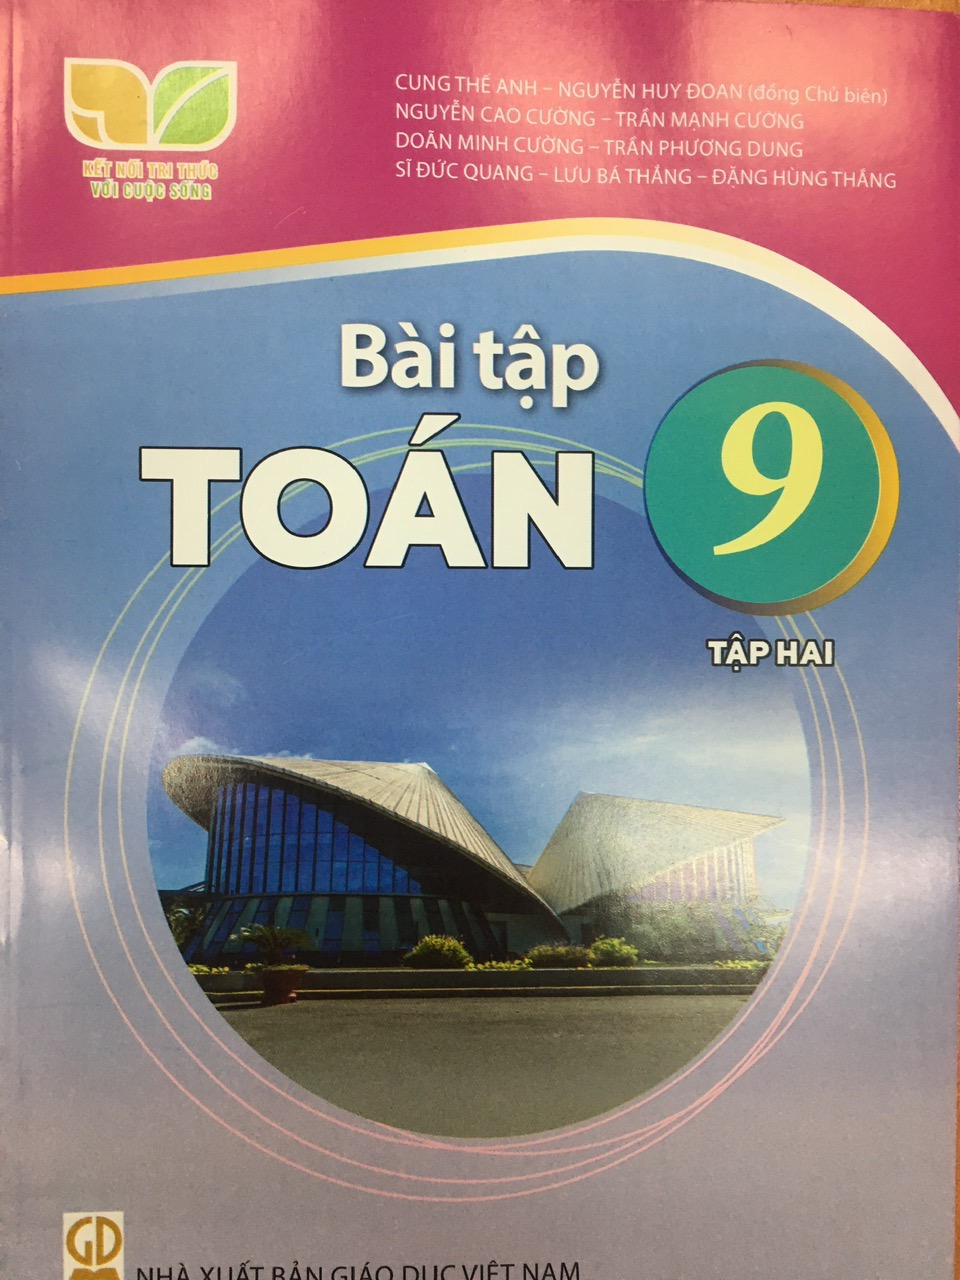 KẾT NỐI TRI THỨC
VỚI CUỘC SỐNG
CUNG THẾ ANH – NGUYỄN HUY ĐOAN (đồng Chủ biên)
NGUYỄN CAO CƯỜNG – TRẦN MẠNH CƯỜNG
DOÃN MINH CƯỜNG – TRẦN PHƯƠNG DUNG
SĨ ĐỨC QUANG – LƯU BÁ THẮNG – ĐẶNG HÙNG THẮNG
Bài tập
TOÁN 9
TẬP HAI
GD
NHÀ XUẤT BẢN GIÁO DỤC VIỆT NAM